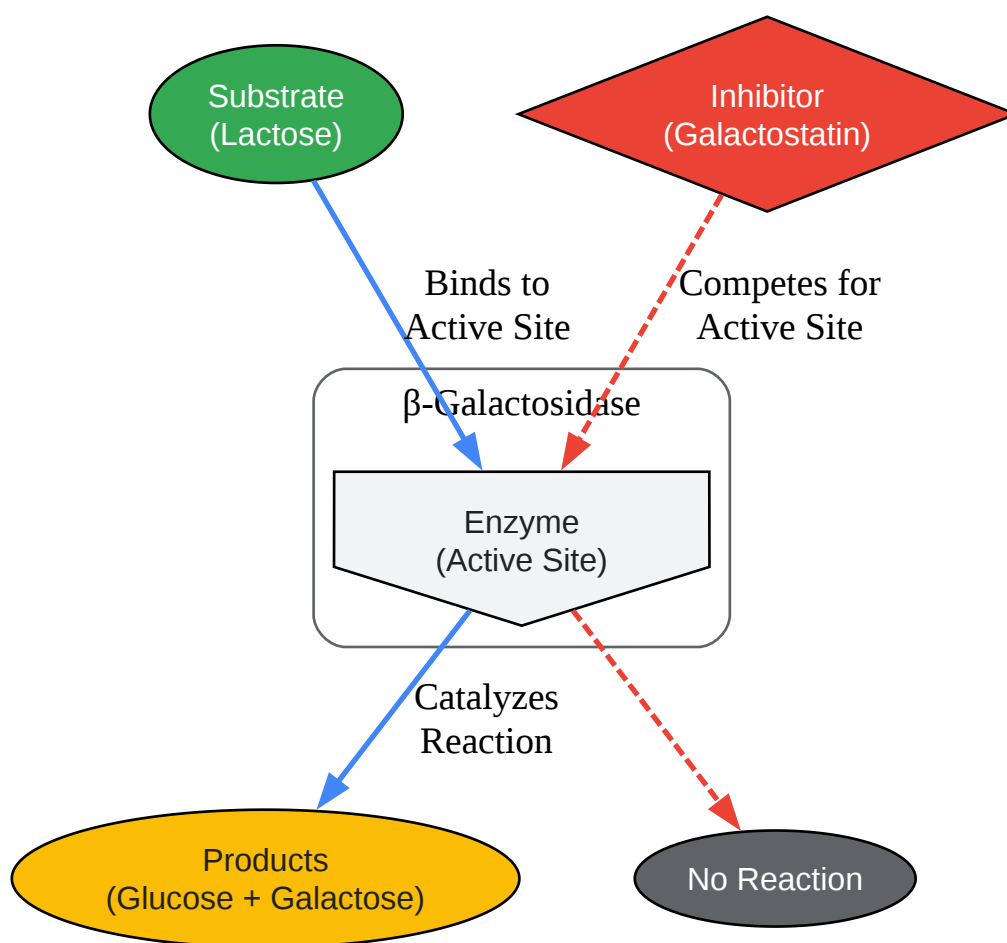 Substrate
(Lactose)
Inhibitor
(Galactostatin)
Binds to
Active Site
Competes for
Active Site
β-Galactosidase
Enzyme
(Active Site)
Catalyzes
Reaction
Products
(Glucose + Galactose)
No Reaction